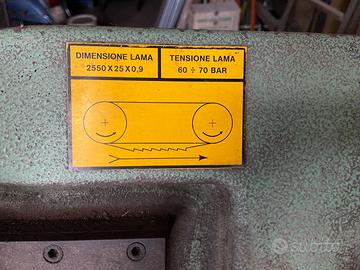 DIMENSIONE LAMA
2550 X 25 X 0,9
TENSIONE LAMA
60 ÷ 70 BAR
subito